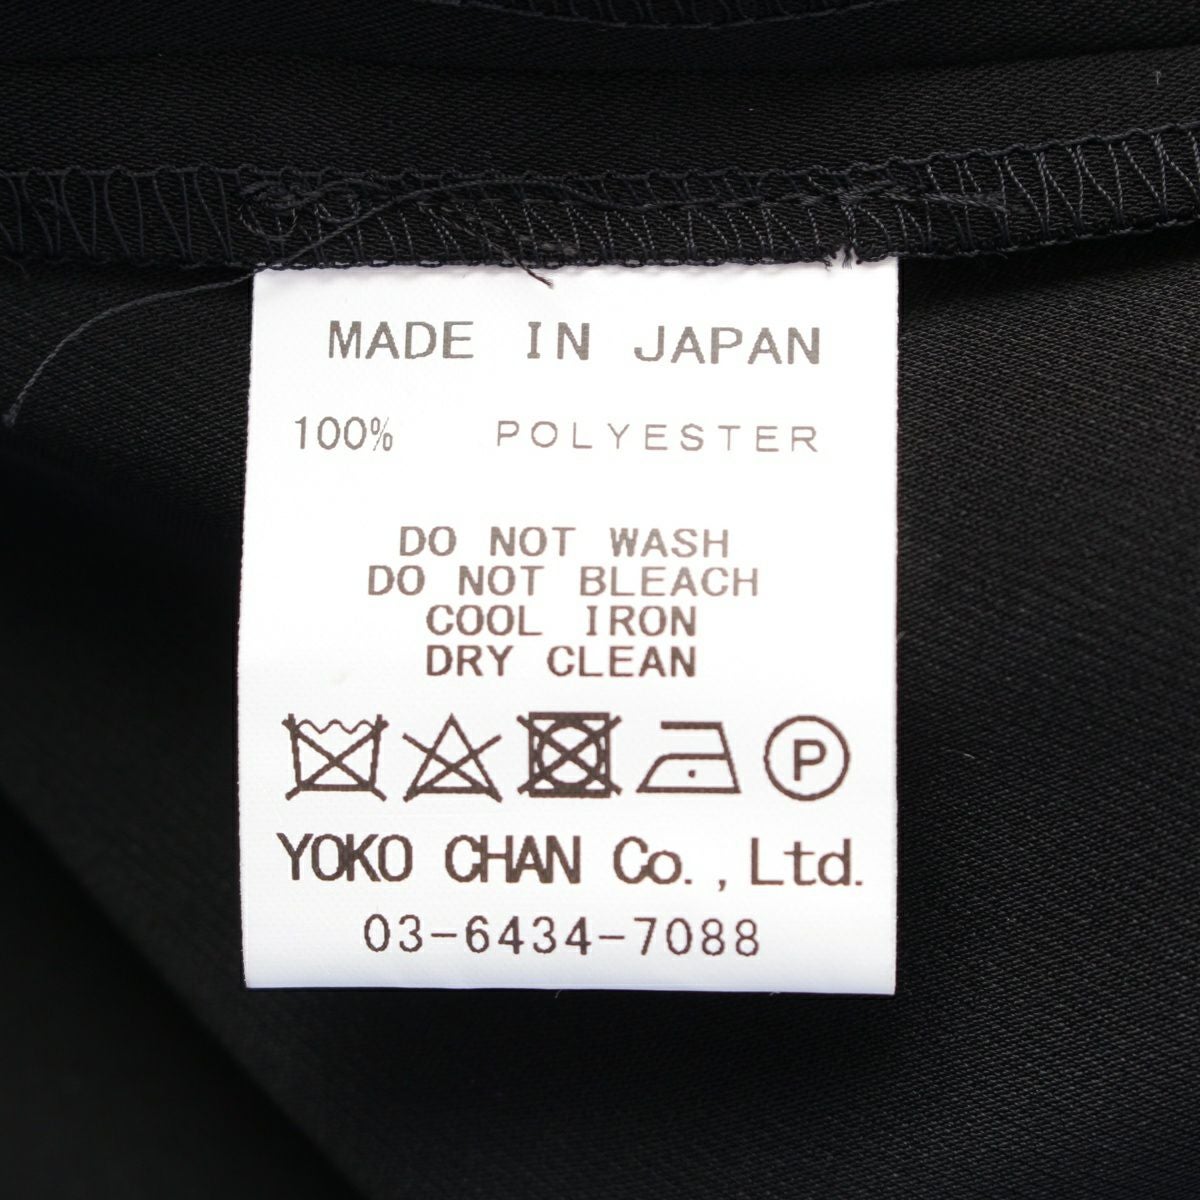 MADE IN JAPAN
100% POLYESTER
DO NOT WASH
DO NOT BLEACH
COOL IRON
DRY CLEAN
P
YOKO CHAN Co., Ltd.
03-6434-7088